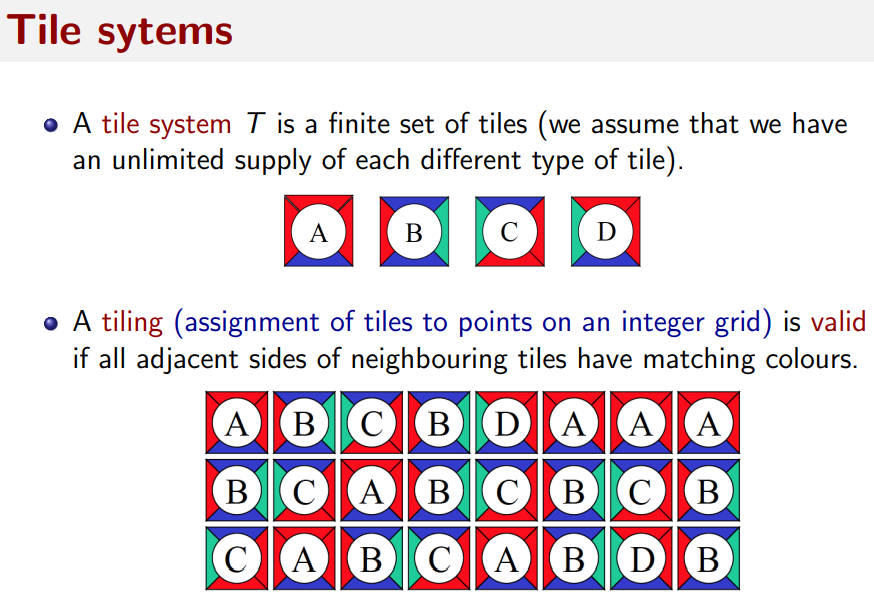 Tile sytems
A tile system T is a finite set of tiles (we assume that we have
an unlimited supply of each different type of tile).
A B C D
A tiling (assignment of tiles to points on an integer grid) is valid
if all adjacent sides of neighbouring tiles have matching colours.
A B C B D A A A
B C A B C B C B
C A B C A B D B